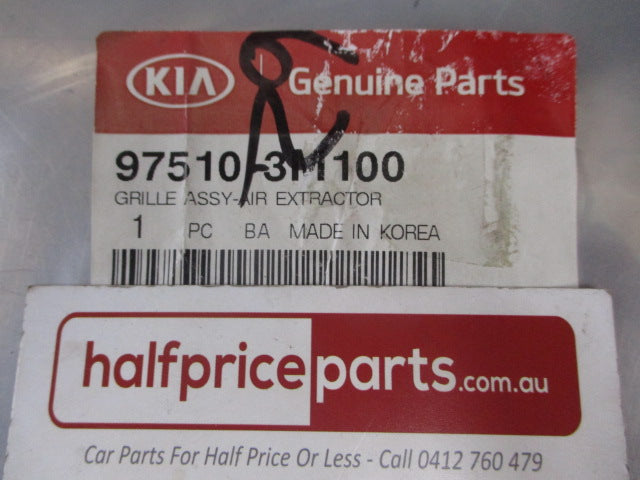 KIA Genuine Parts
97510-3M100
GRILLE ASSY-AIR EXTRACTOR
1 PC BA MADE IN KOREA
halfpriceparts.com.au
Car Parts For Half Price Or Less - Call 0412 760 479